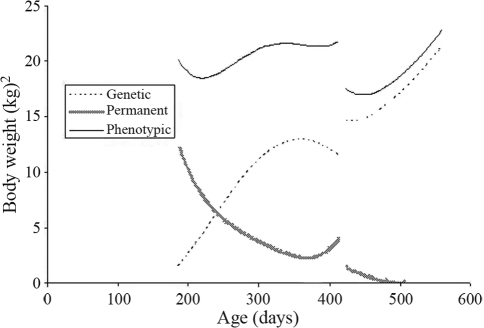 25
20
15
10
5
0
Body weight (kg)2
Genetic
Permanent
Phenotypic
0 100 200 300 400 500 600
Age (days)